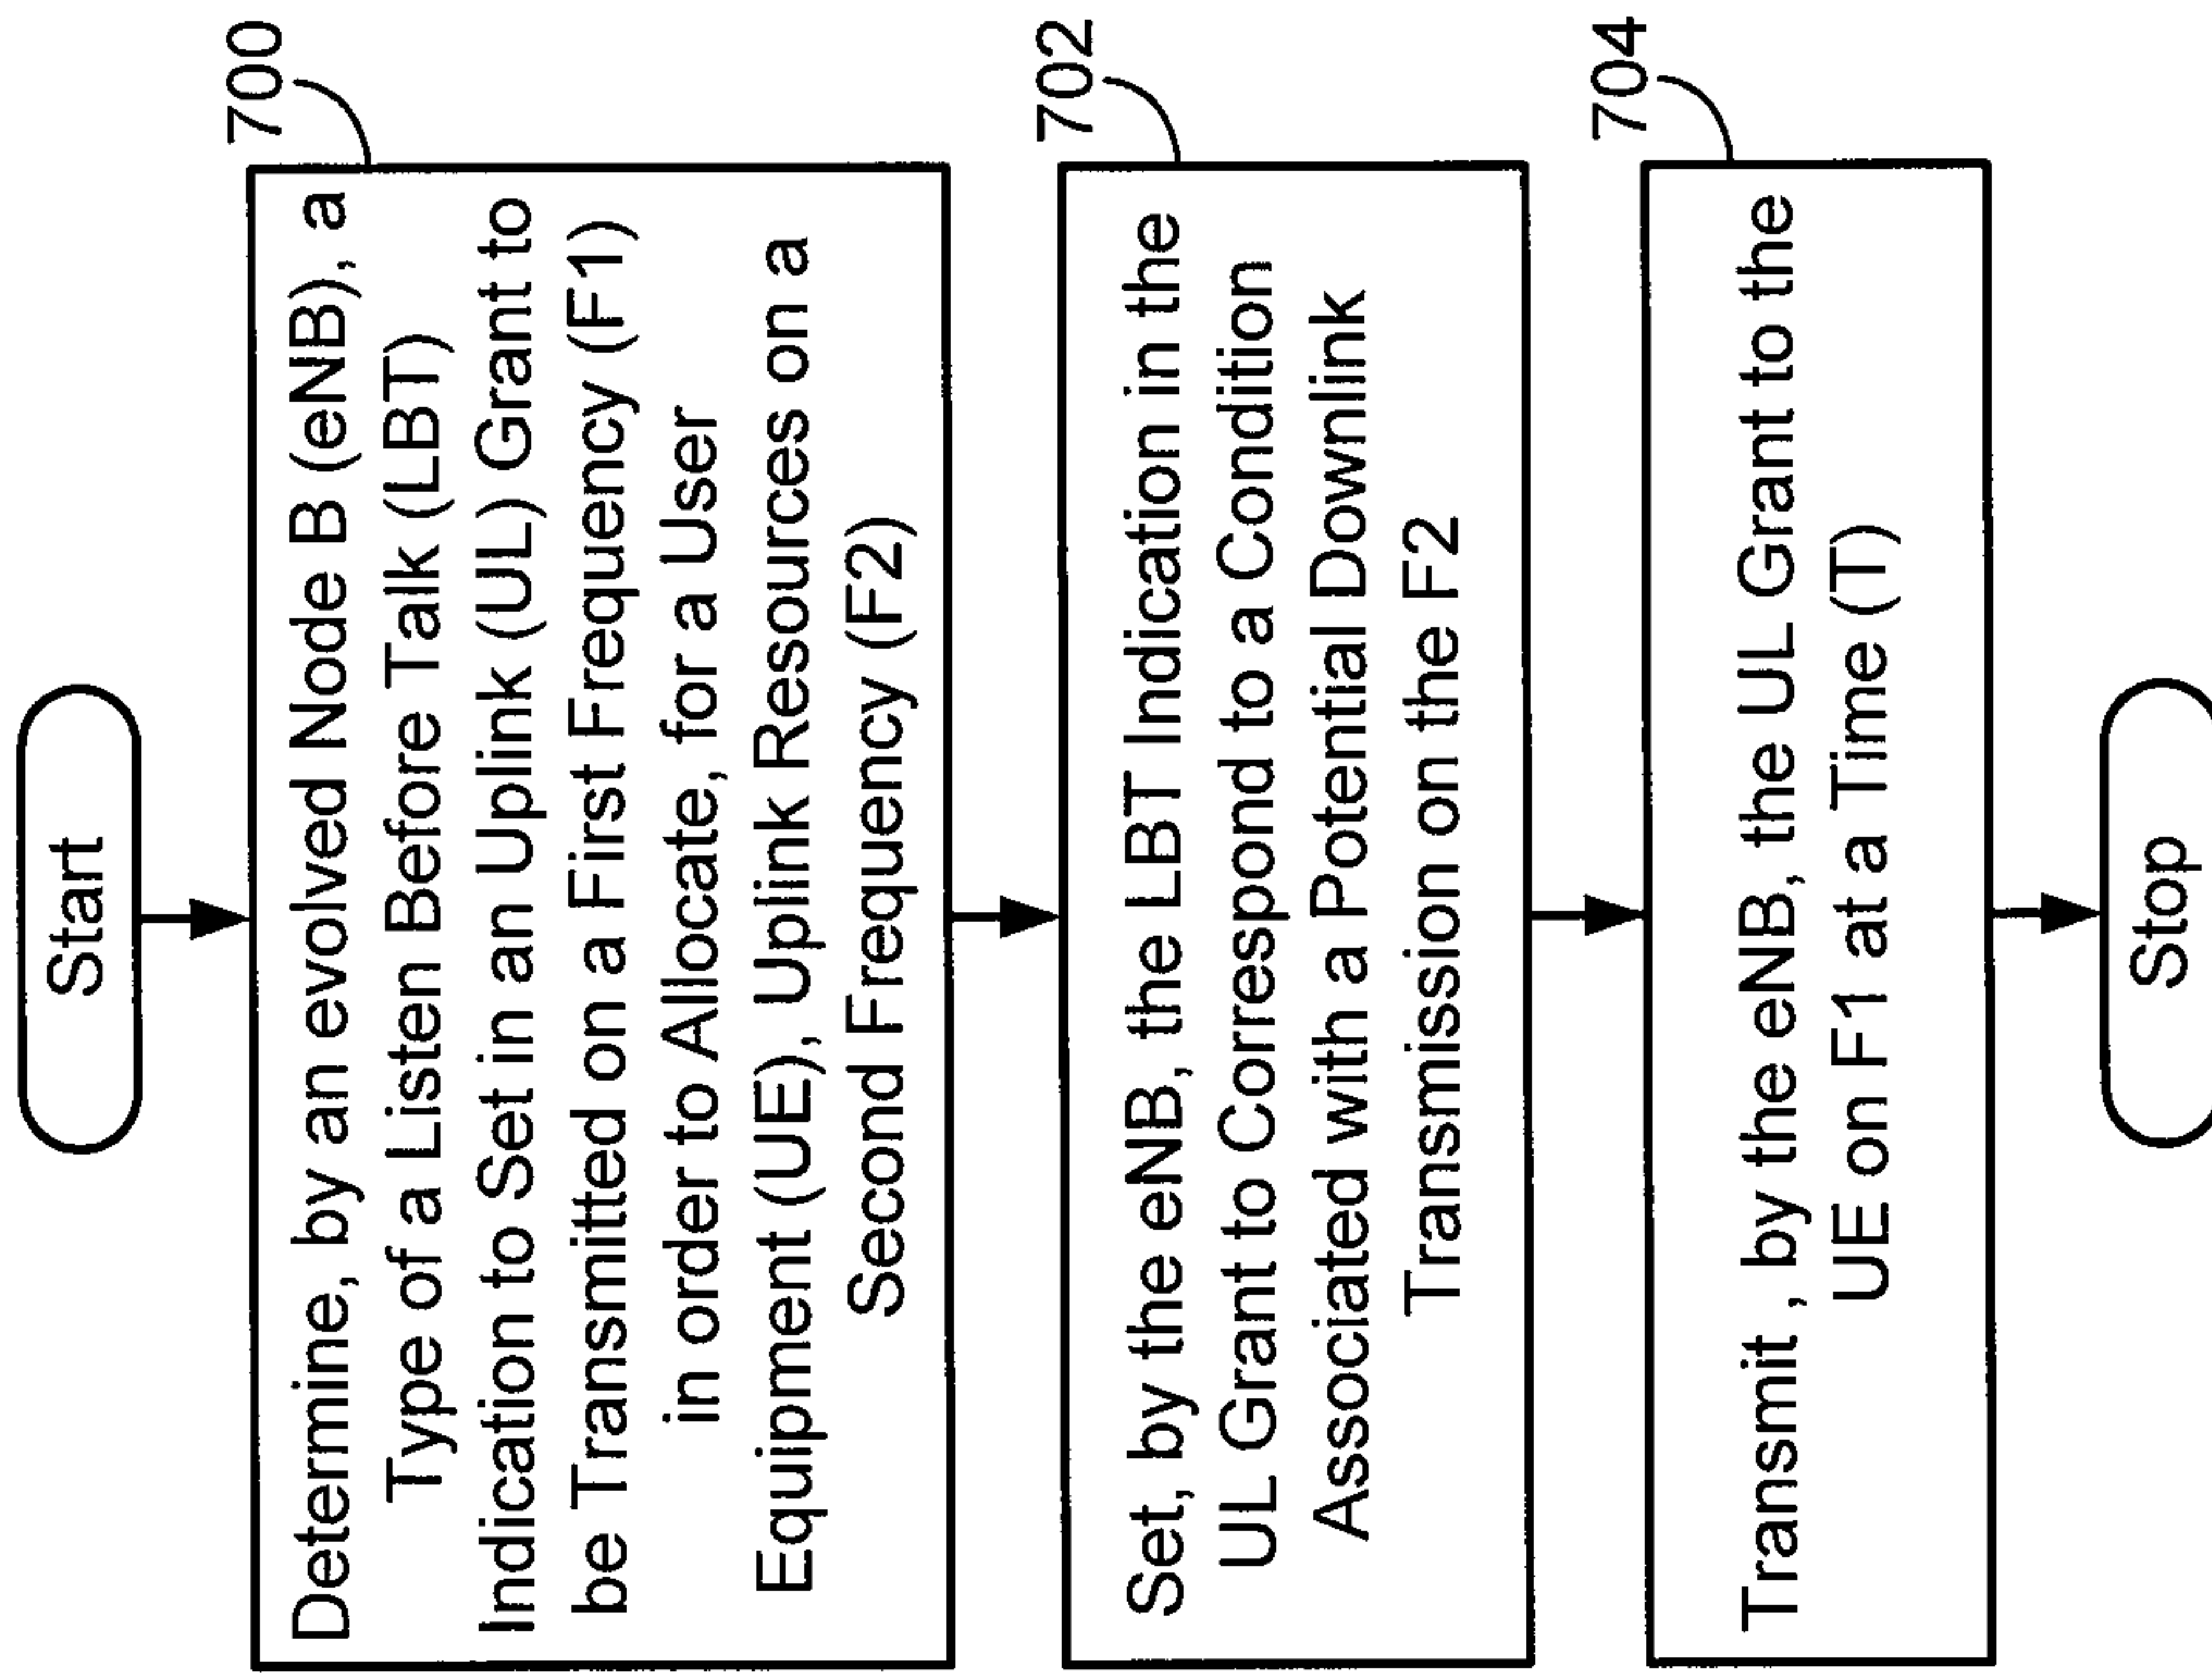 Start
700
Determine, by an evolved Node B (eNB), a
Type of a Listen Before Talk (LBT)
Indication to Set in an Uplink (UL) Grant to
be Transmitted on a First Frequency (F1)
in order to Allocate, for a User
Equipment (UE), Uplink Resources on a
Second Frequency (F2)
702
Set, by the eNB, the LBT Indication in the
UL Grant to Correspond to a Condition
Associated with a Potential Downlink
Transmission on the F2
704
Transmit , by the eNB, the UL Grant to the
UE on F1 at a Time (T)
Stop